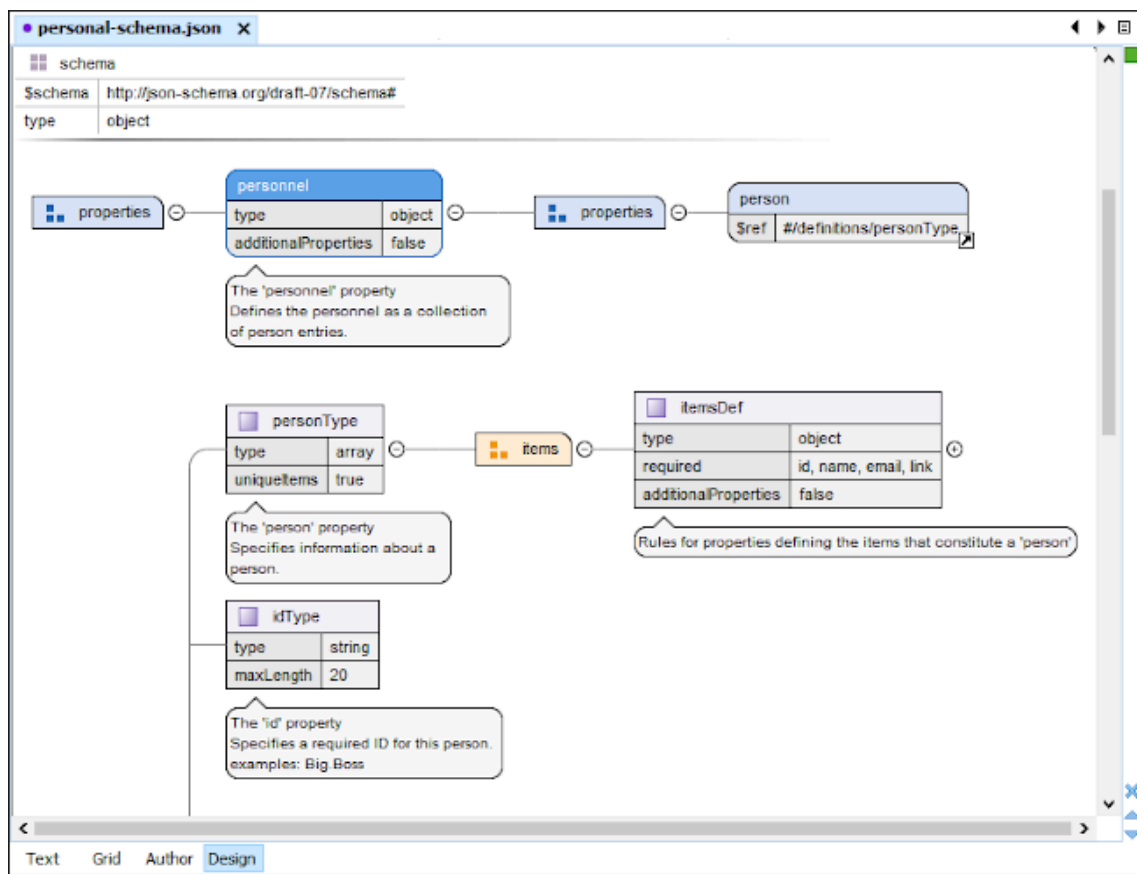 personal-schema.json X
schema
$schema http://json-schema.org/draft-07/schema#
type object
properties
personnel
type object
additionalProperties false
properties
person
$ref #/definitions/personType
The 'personnel' property
Defines the personnel as a collection
of person entries.
personType
type array
uniqueItems true
items
itemsDef
type object
required id, name, email, link
additionalProperties false
The 'person' property
Specifies information about a
person.
Rules for properties defining the items that constitute a 'person'
idType
type string
maxLength 20
The 'id' property
Specifies a required ID for this person.
examples: Big.Boss
Text Grid Author Design